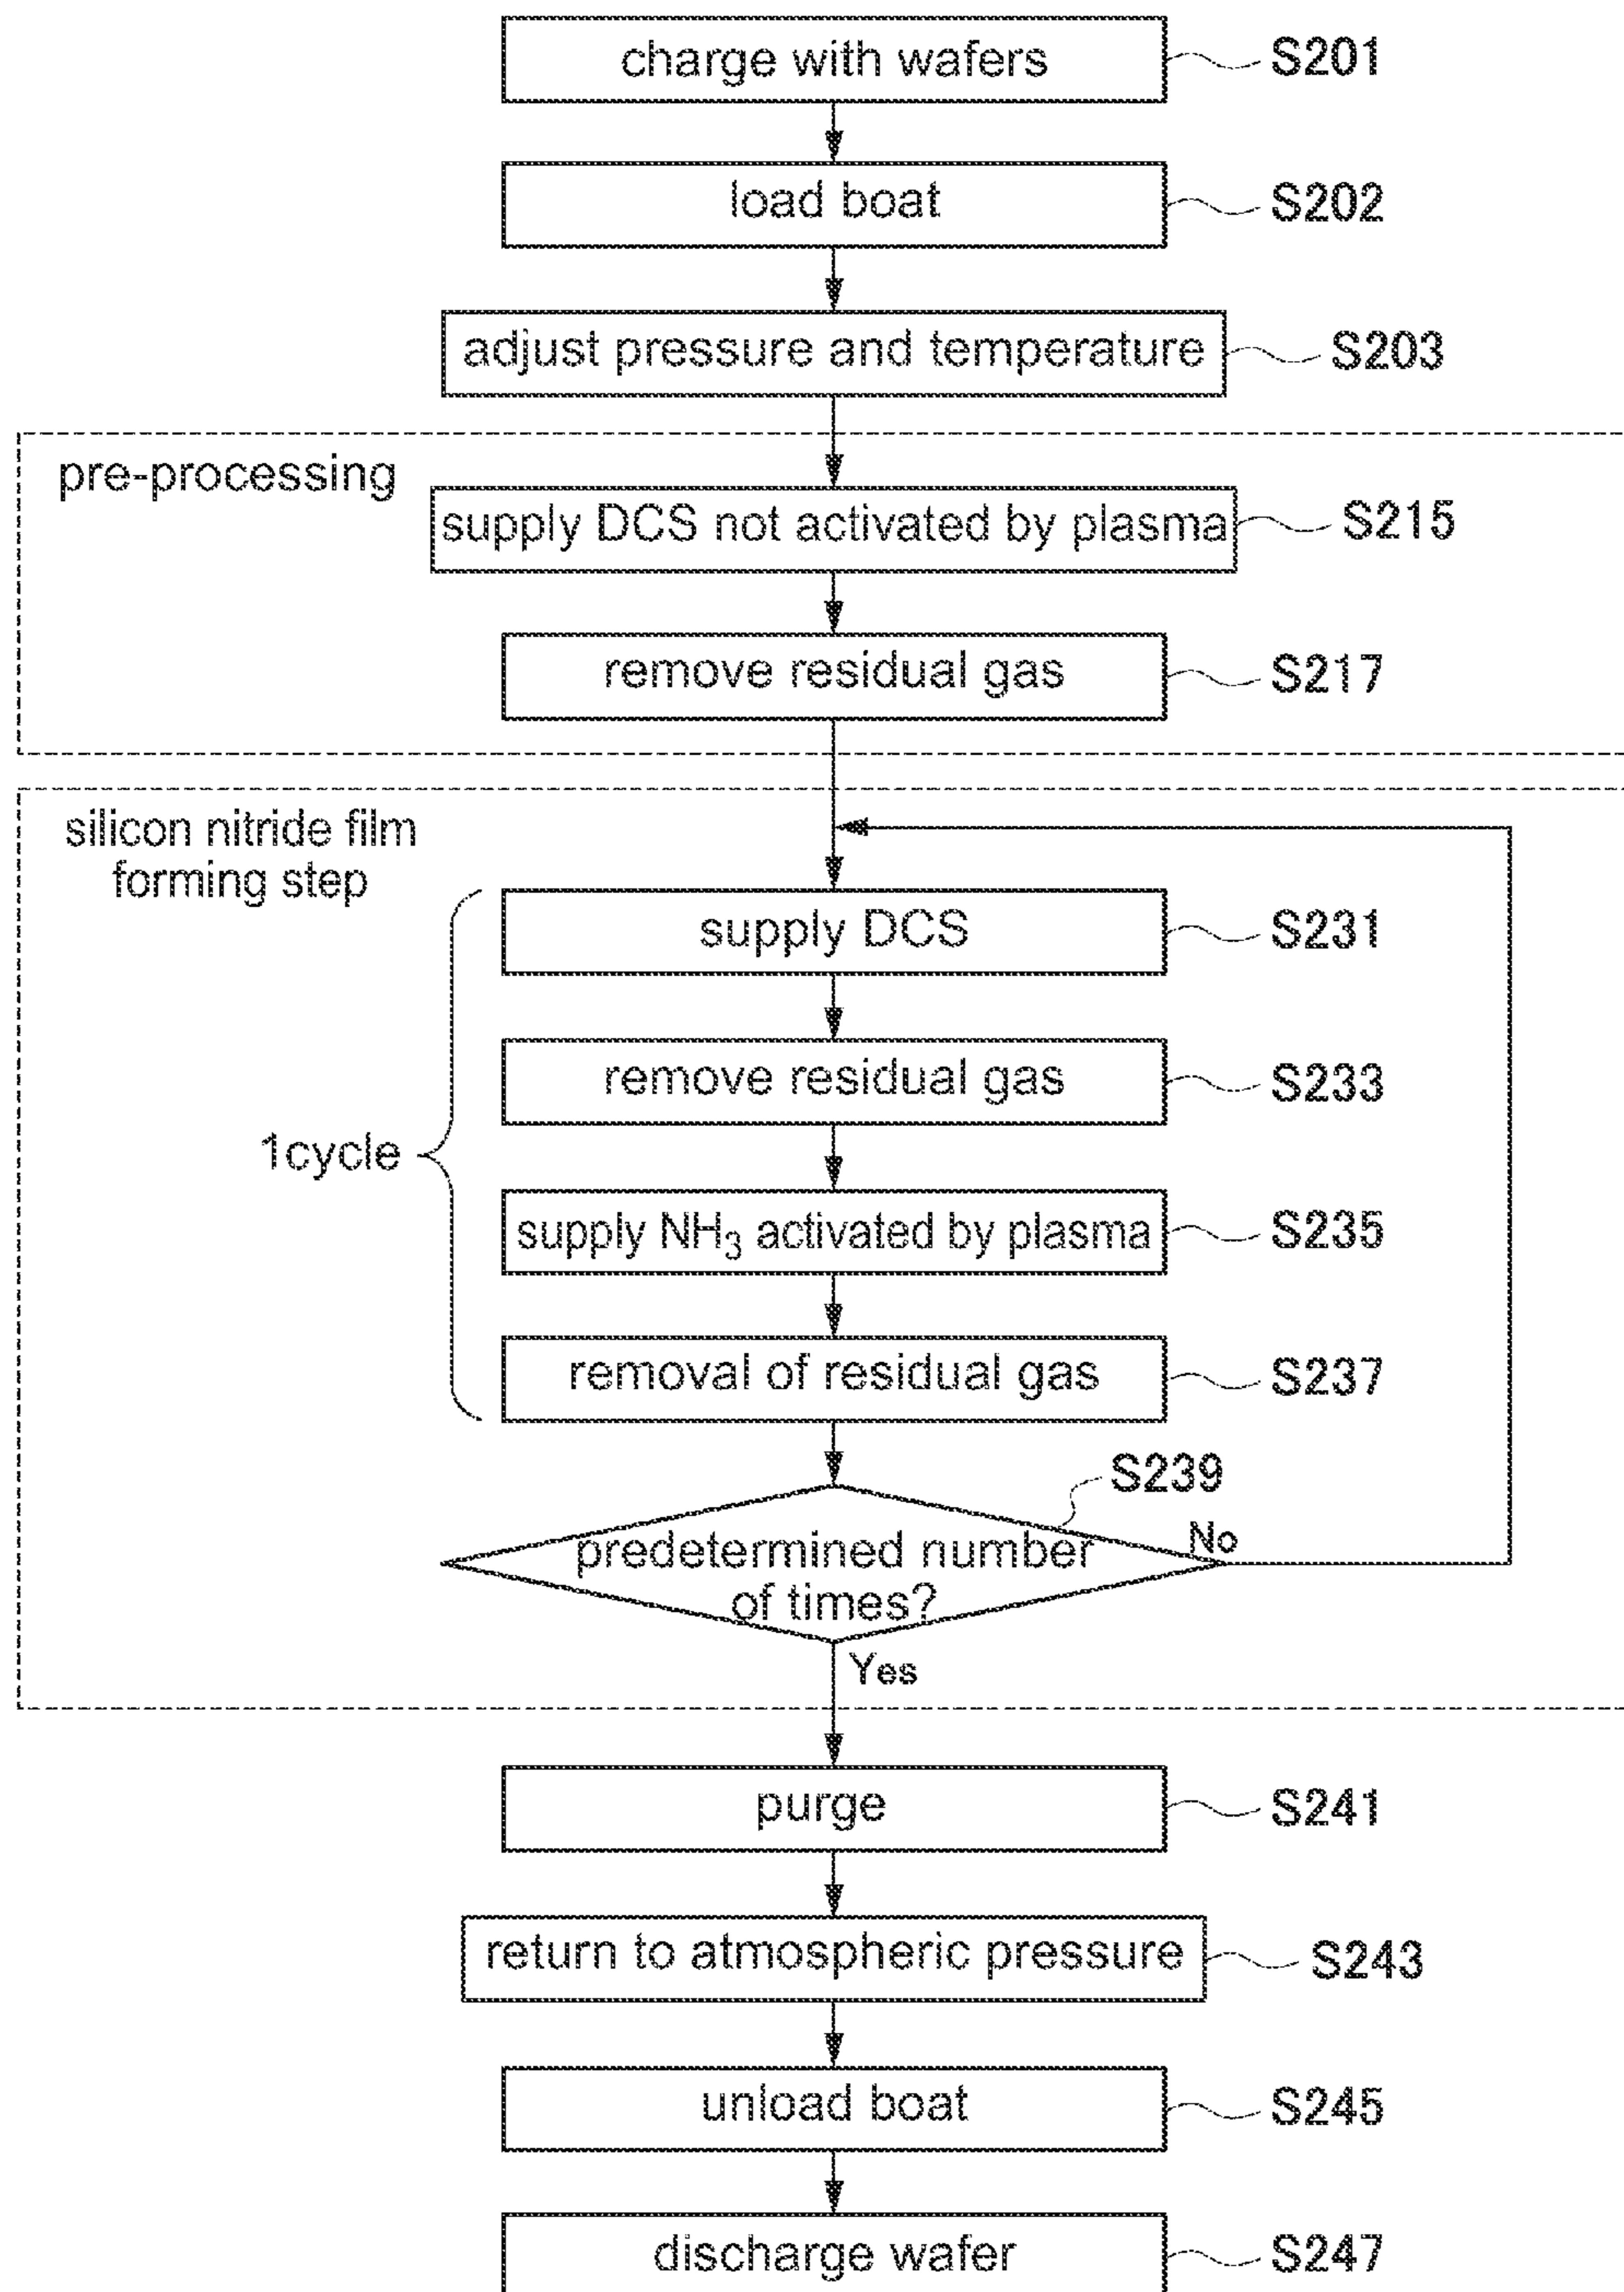 charge with wafers S201
load boat S202
adjust pressure and temperature S203
pre-processing
supply DCS not activated by plasma S215
remove residual gas S217
silicon nitride film
forming step
supply DCS S231
remove residual gas S233
1cycle
supply NH₃ activated by plasma S235
removal of residual gas S237
S239
predetermined number
of times?
No
Yes
purge S241
return to atmospheric pressure S243
unload boat S245
discharge wafer S247